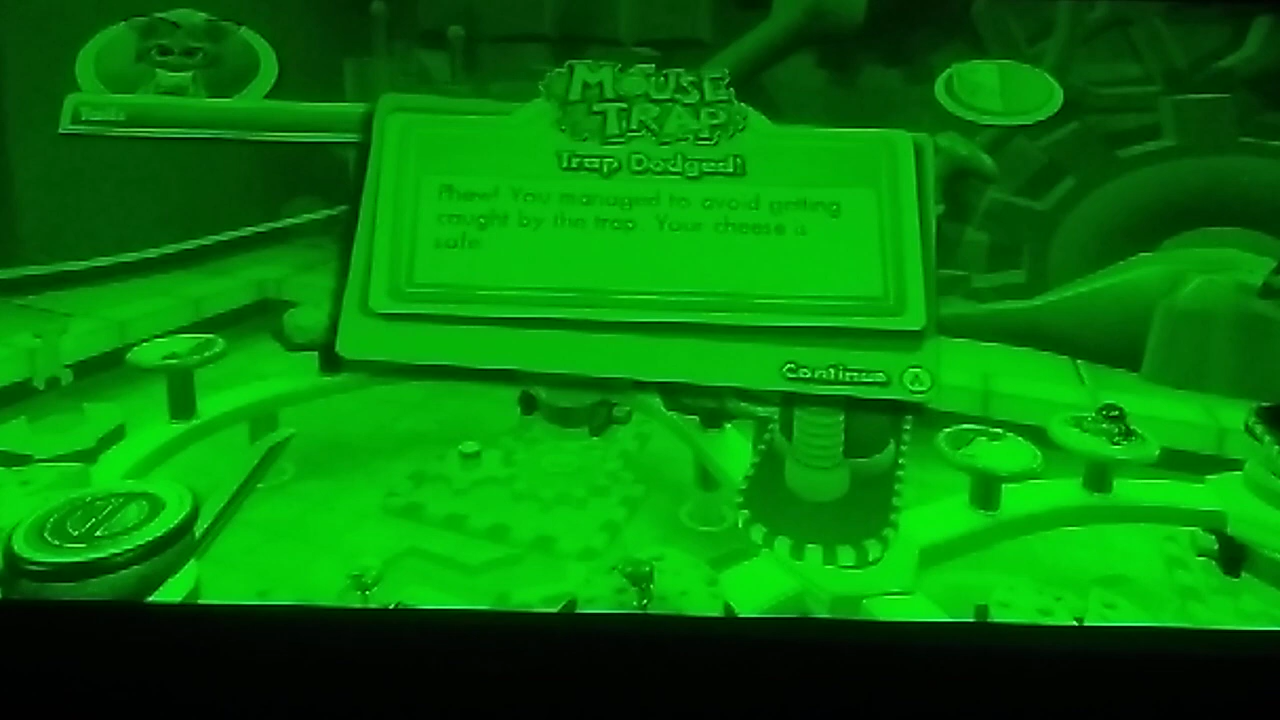 MOUSE
TRAP
Trap Dodged!
Phew! You managed to avoid getting
caught by the trap. Your cheese is
safe
Continue A